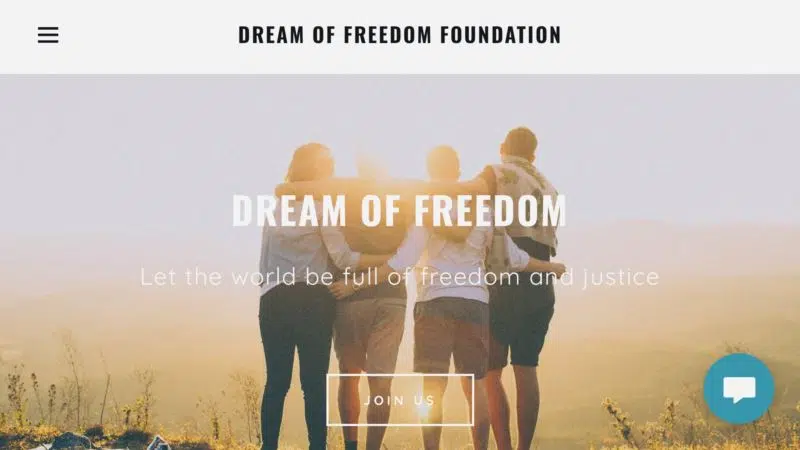 DREAM OF FREEDOM FOUNDATION
DREAM OF FREEDOM
Let the world be full of freedom and justice
JOIN US